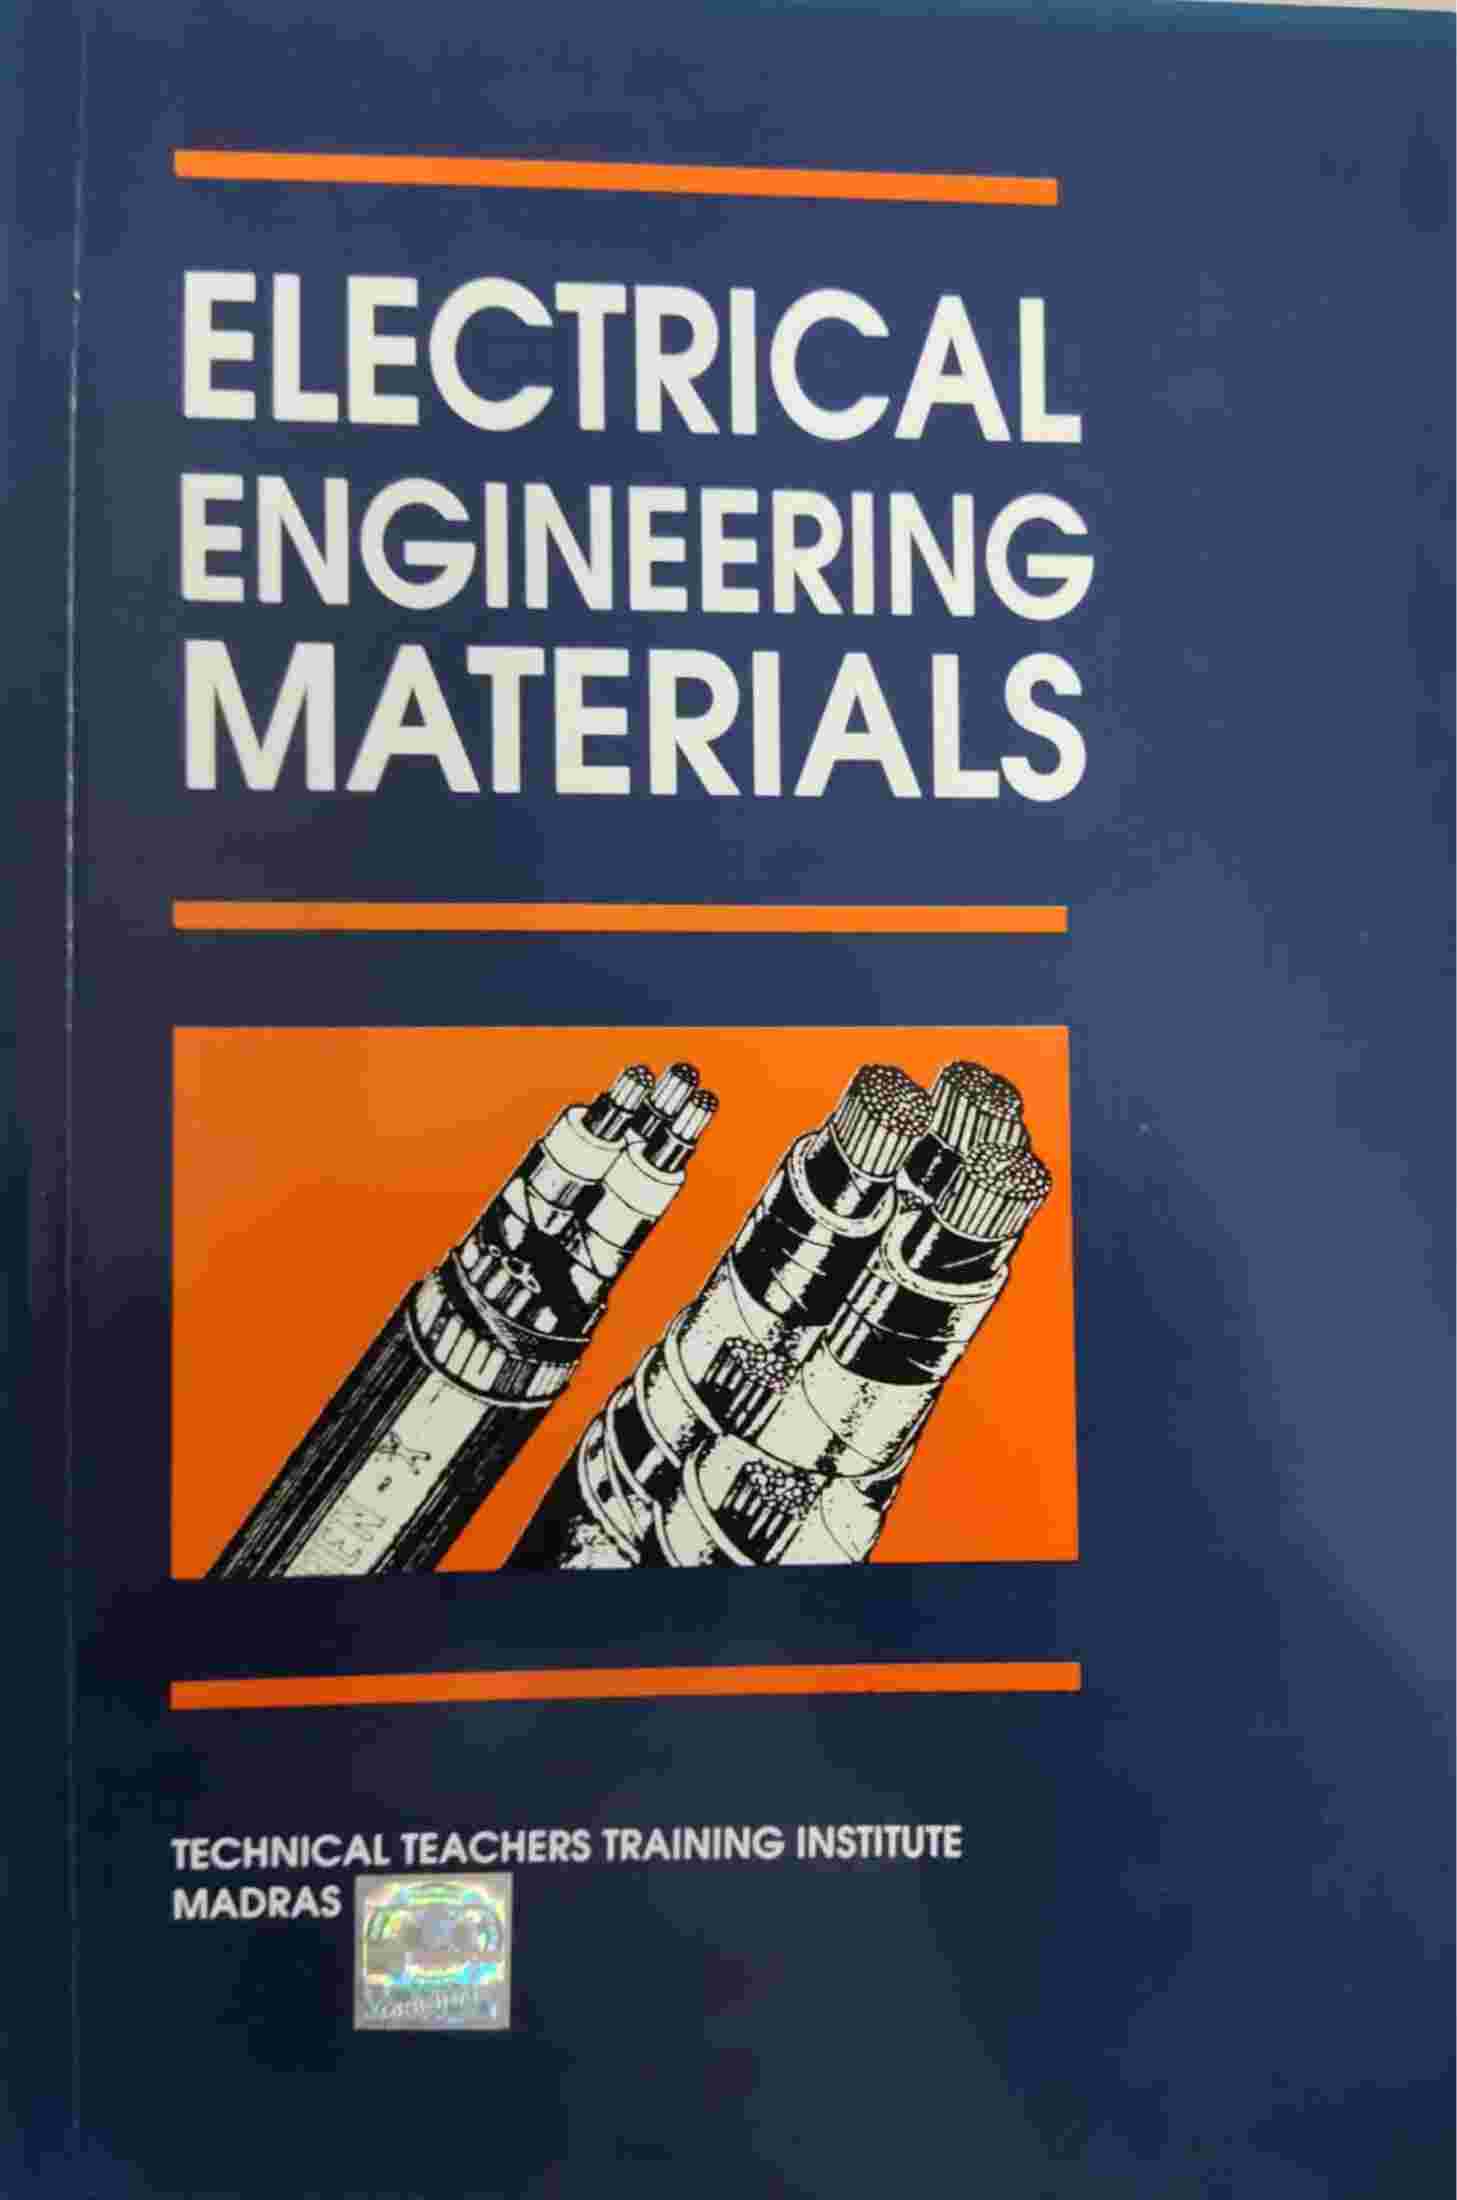 ELECTRICAL
ENGINEERING
MATERIALS
TECHNICAL TEACHERS TRAINING INSTITUTE
MADRAS